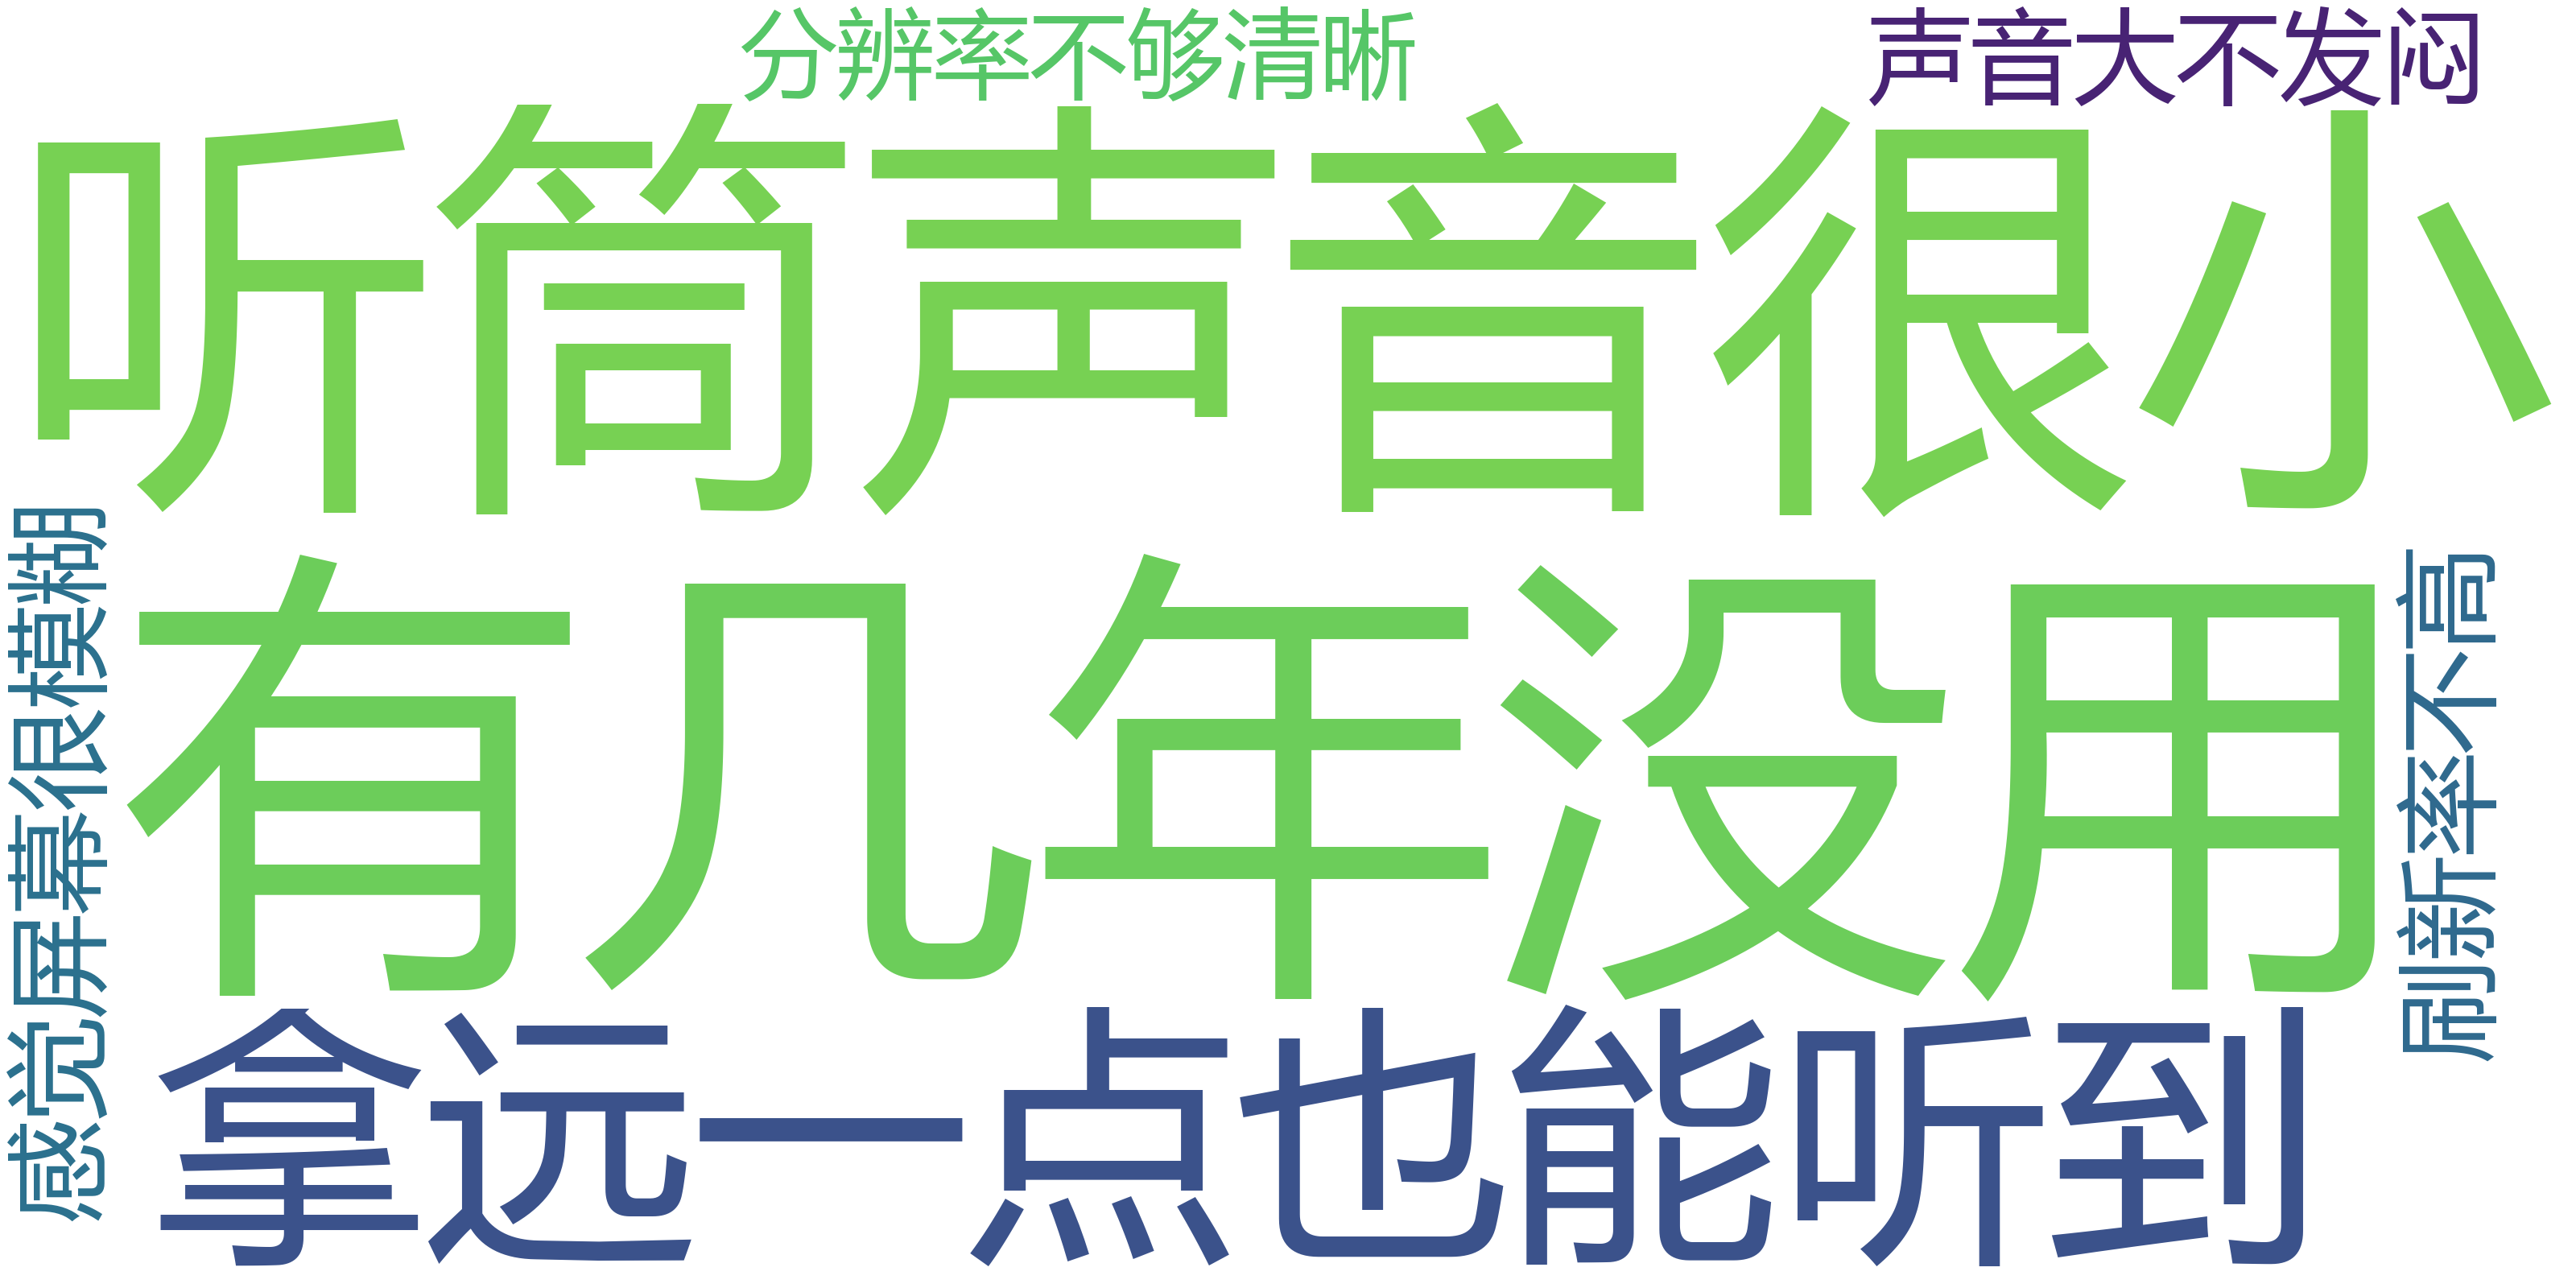 分辨率不够清晰
声音大不发闷
听筒声音很小
感觉屏幕很模糊
有几年没用
刷新率不高
拿远一点也能听到